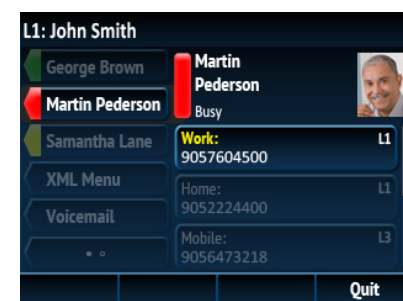 L1: John Smith
George Brown
Martin Pederson
Samantha Lane
XML Menu
Voicemail
Martin
Pederson
Busy
Work: L1
9057604500
Home: L1
9052224400
Mobile: L3
9056473218
Quit